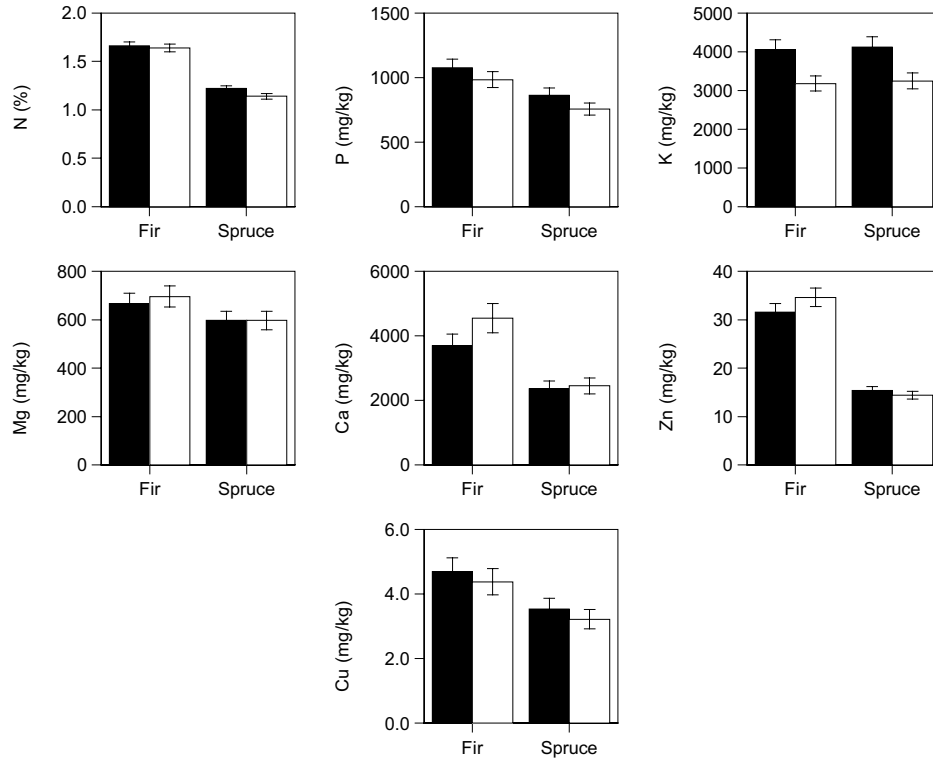 N (%)
2.0
1.5
1.0
0.5
0.0
Fir Spruce
P (mg/kg)
1500
1000
500
0
Fir Spruce
K (mg/kg)
5000
4000
3000
2000
1000
0
Fir Spruce
Mg (mg/kg)
800
600
400
200
0
Fir Spruce
Ca (mg/kg)
6000
4000
2000
0
Fir Spruce
Zn (mg/kg)
40
30
20
10
0
Fir Spruce
Cu (mg/kg)
6.0
4.0
2.0
0.0
Fir Spruce